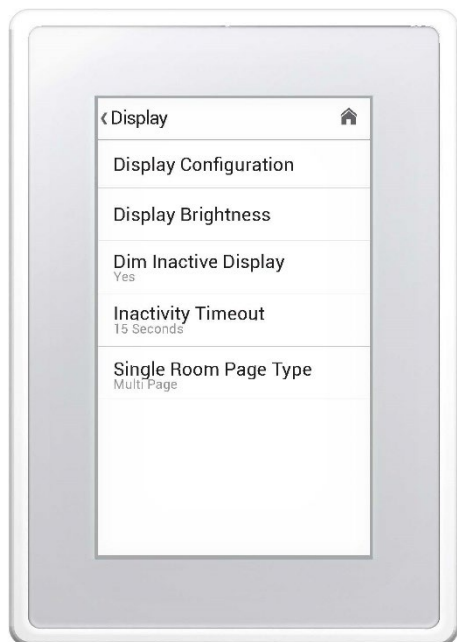 Display
Display Configuration
Display Brightness
Dim Inactive Display
Yes
Inactivity Timeout
15 Seconds
Single Room Page Type
Multi Page